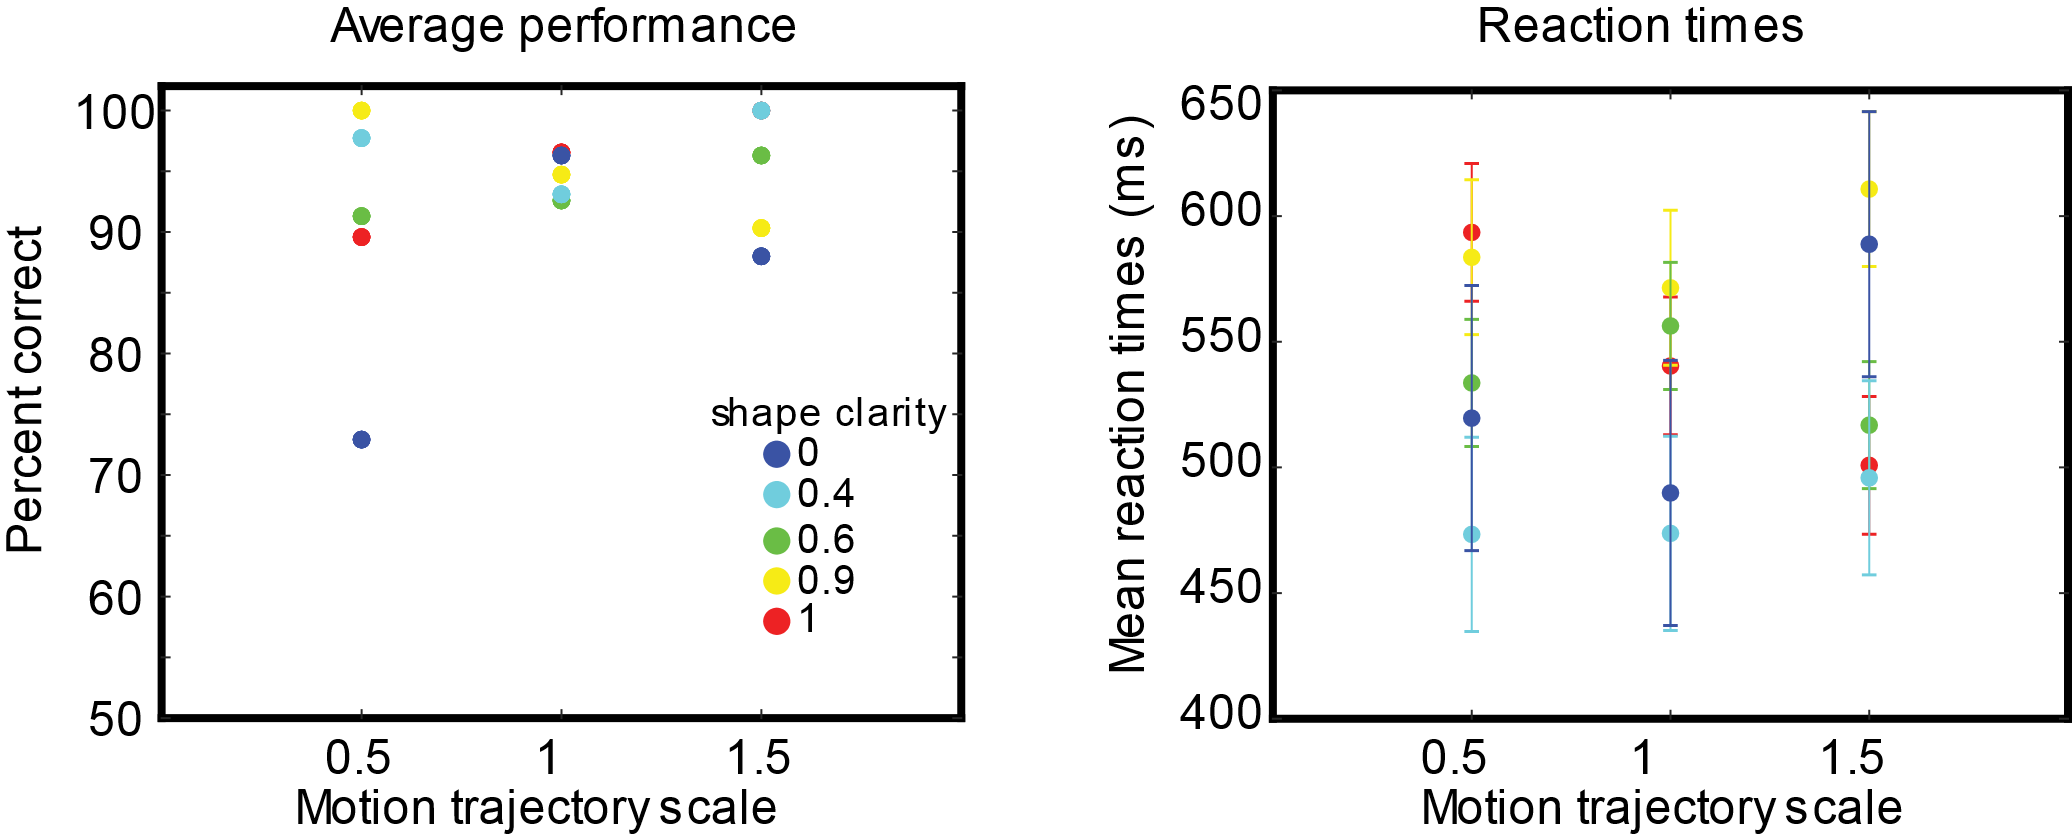 Average performance
Percent correct
100
90
80
70
60
50
shape clarity
0
0.4
0.6
0.9
1
0.5 1 1.5
Motion trajectory scale
Reaction times
Mean reaction times (ms)
650
600
550
500
450
400
0.5 1 1.5
Motion trajectory scale